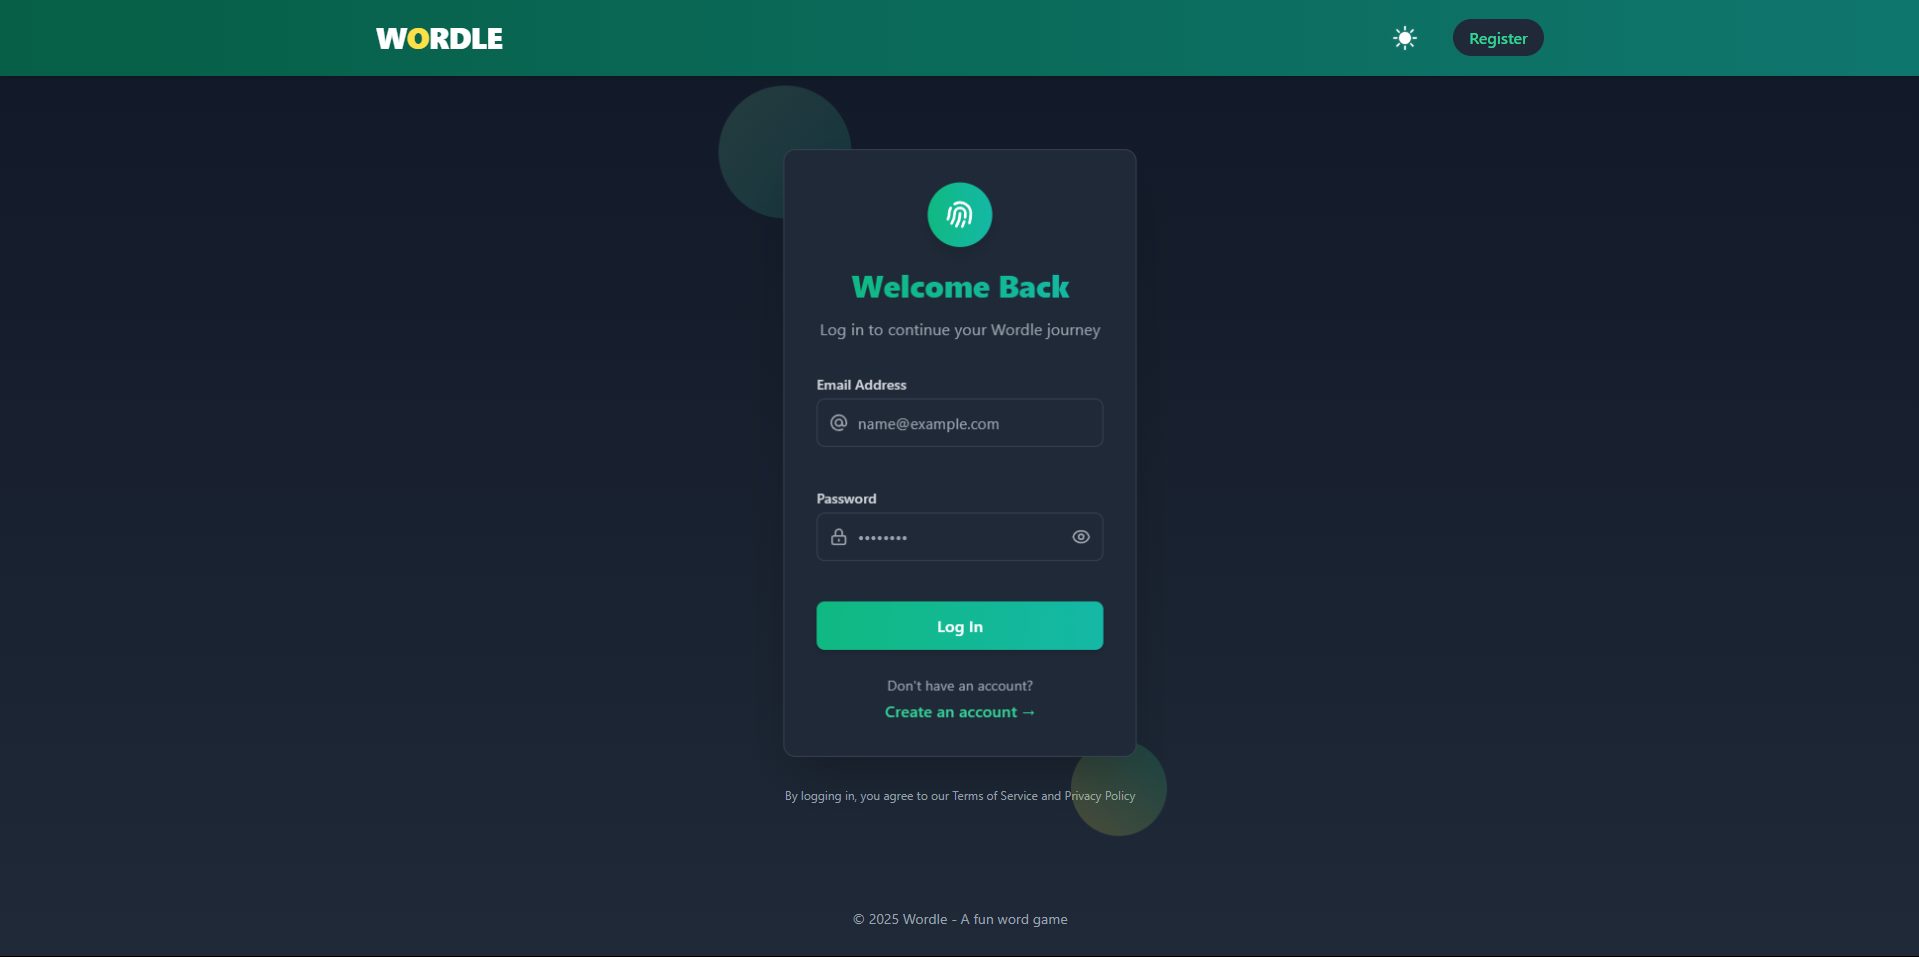 WORDLE
Register
Welcome Back
Log in to continue your Wordle journey
Email Address
name@example.com
Password
••••••••
Log In
Don't have an account?
Create an account →
By logging in, you agree to our Terms of Service and Privacy Policy
© 2025 Wordle - A fun word game